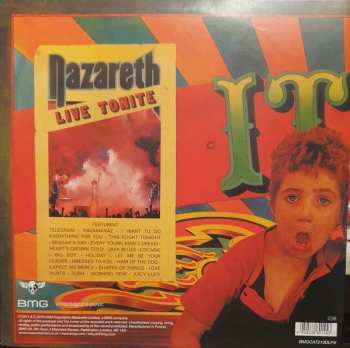 Nazareth
LIVE TONITE
IT
FEATURING
TELEGRAM · RAZAMANAZ · I WANT TO DO
EVERYTHING FOR YOU · THIS FLIGHT TONIGHT
BEGGAR'S DAY · EVERY YOUNG MAN'S DREAM
HEART'S GROWN COLD · JAVA BLUES · COCAINE
BIG BOY · HOLIDAY · LET ME BE YOUR
LEADER · DRESSED TO KILL · HAIR OF THE DOG
EXPECT NO MERCY · SHAPES OF THINGS · LOVE
HURTS · TUSH · MORNING DEW · JUICY LUCY
BMG
BMGCAT213DLPX